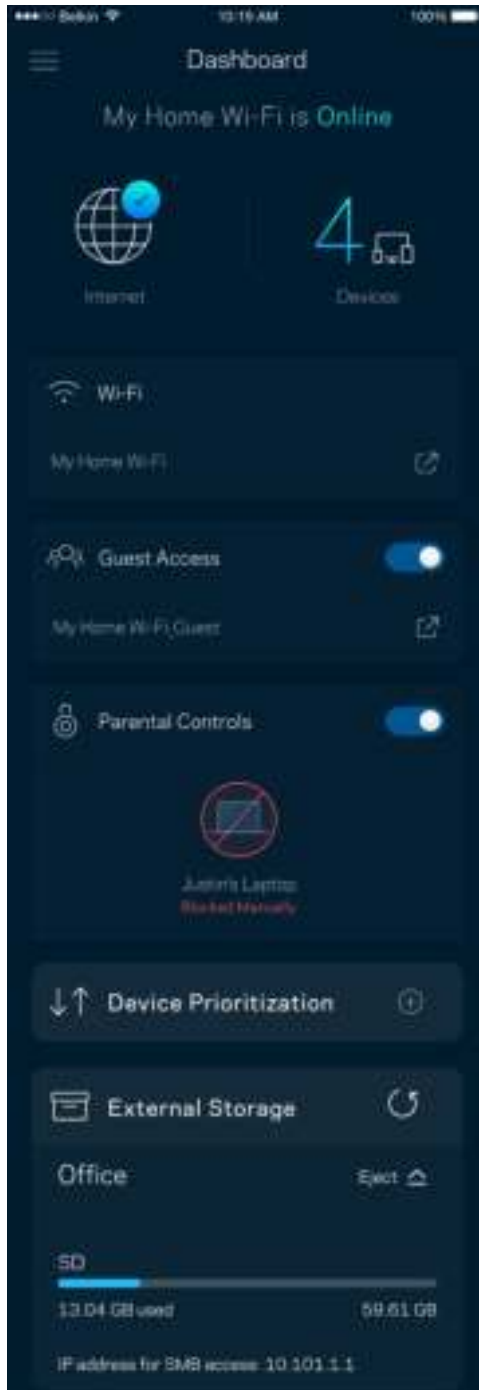 Belkin 10:19 AM 100%
Dashboard
My Home Wi-Fi is Online
4
Internet Devices
Wi-Fi
My Home Wi-Fi
Guest Access
My Home Wi-Fi_Guest
Parental Controls
Justin's Laptop
Blocked Manually
Device Prioritization
External Storage
Office Eject
SD
13.04 GB used 59.61 GB
IP address for SMB access: 10.101.1.1